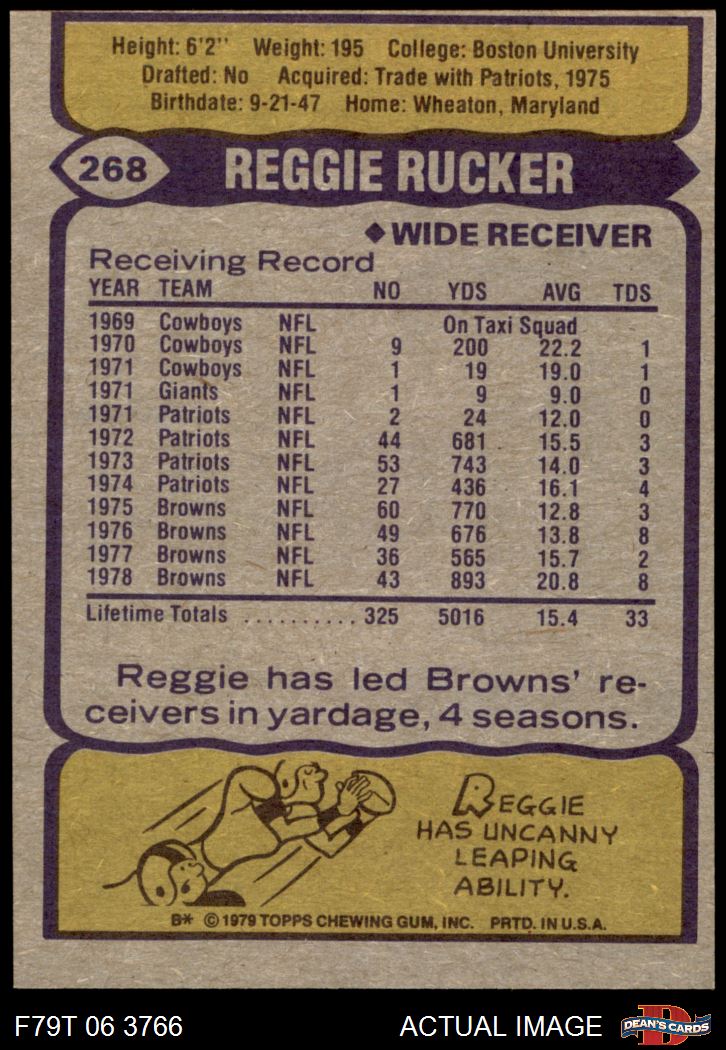 Height: 6'2" Weight: 195 College: Boston University
Drafted: No Acquired: Trade with Patriots, 1975
Birthdate: 9-21-47 Home: Wheaton, Maryland
268 REGGIE RUCKER
◆WIDE RECEIVER
Receiving Record
YEAR TEAM NO YDS AVG TDS
1969 Cowboys NFL On Taxi Squad
1970 Cowboys NFL 9 200 22.2 1
1971 Cowboys NFL 1 19 19.0 1
1971 Giants NFL 1 9 9.0 0
1971 Patriots NFL 2 24 12.0 0
1972 Patriots NFL 44 681 15.5 3
1973 Patriots NFL 53 743 14.0 3
1974 Patriots NFL 27 436 16.1 4
1975 Browns NFL 60 770 12.8 3
1976 Browns NFL 49 676 13.8 8
1977 Browns NFL 36 565 15.7 2
1978 Browns NFL 43 893 20.8 8
Lifetime Totals .......... 325 5016 15.4 33
Reggie has led Browns' re-
ceivers in yardage, 4 seasons.
REGGIE
HAS UNCANNY
LEAPING
ABILITY.
B* © 1979 TOPPS CHEWING GUM, INC. PRTD. IN U.S.A.
F79T 06 3766 ACTUAL IMAGE DEAN'S CARDS